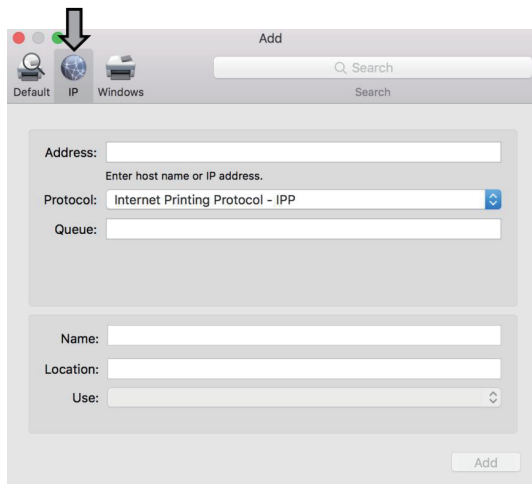 Add
Search
Default IP Windows Search
Address:
Enter host name or IP address.
Protocol: Internet Printing Protocol - IPP
Queue:
Name:
Location:
Use:
Add